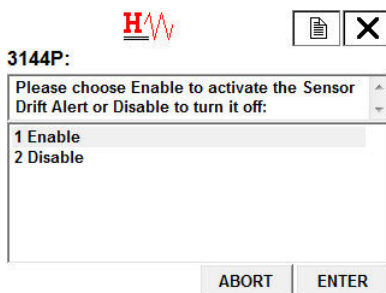 H
3144P:
Please choose Enable to activate the Sensor
Drift Alert or Disable to turn it off:
1 Enable
2 Disable
ABORT ENTER